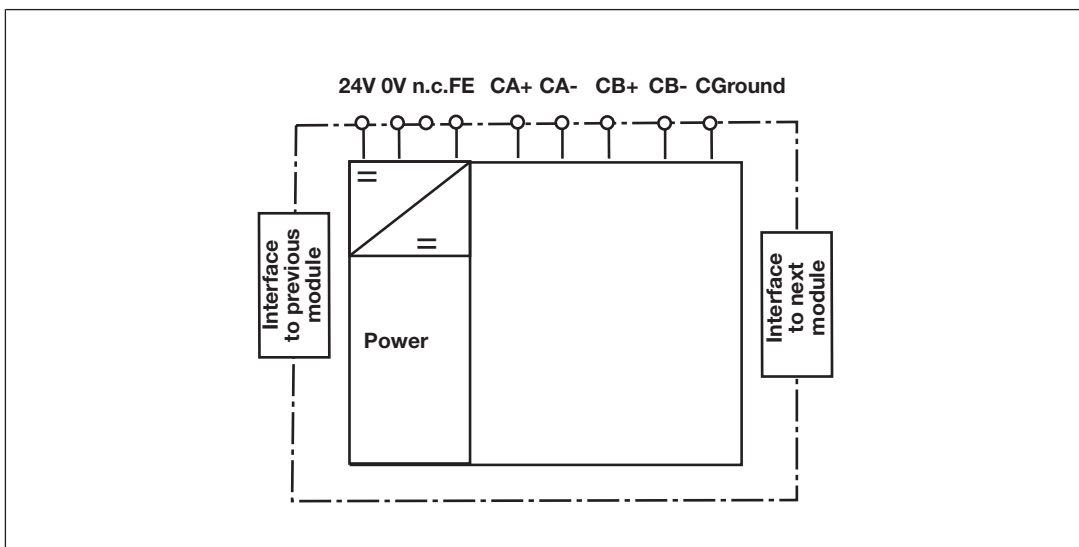 24V 0V n.c.FE CA+ CA- CB+ CB- CGround
Interface
to previous
module
Power
Interface
to next
module